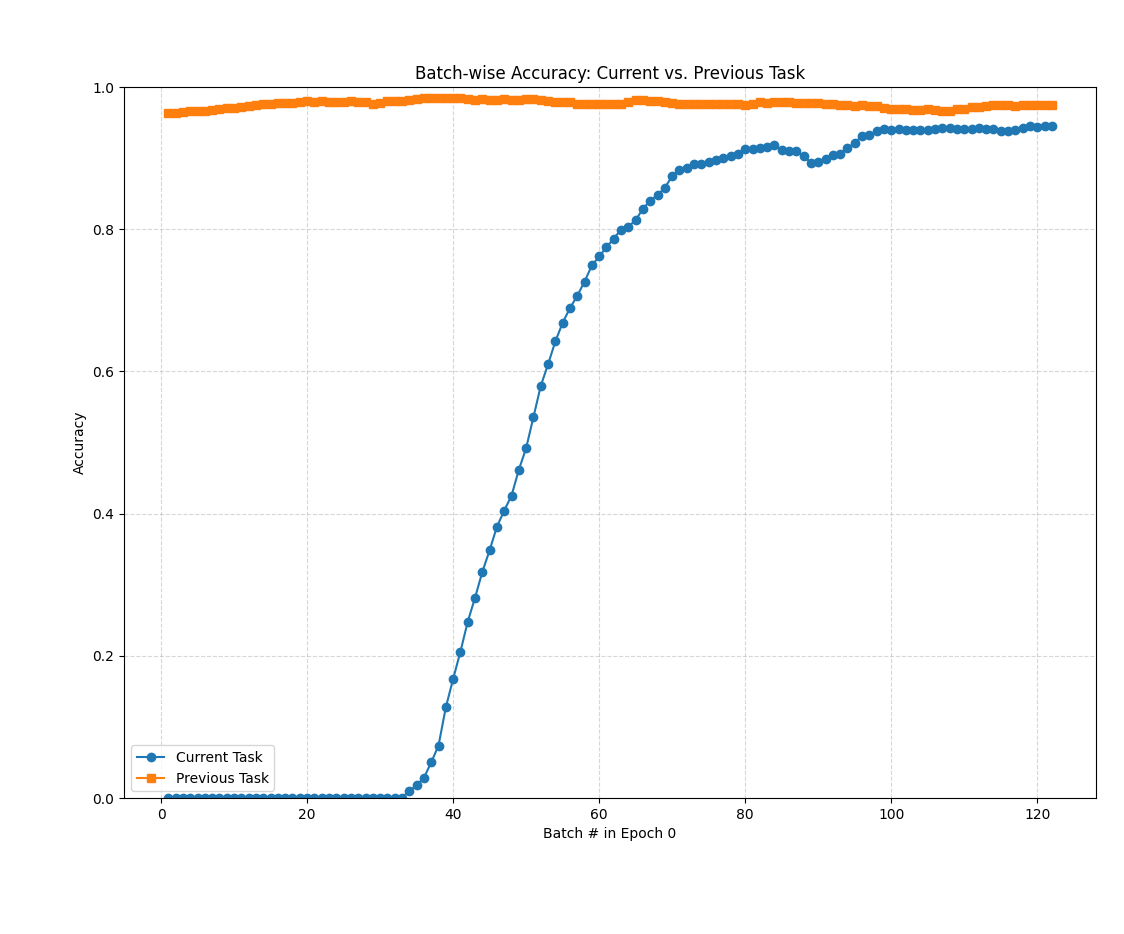 Batch-wise Accuracy: Current vs. Previous Task
1.0
0.8
0.6
0.4
0.2
0.0
Accuracy
Current Task
Previous Task
0 20 40 60 80 100 120
Batch # in Epoch 0